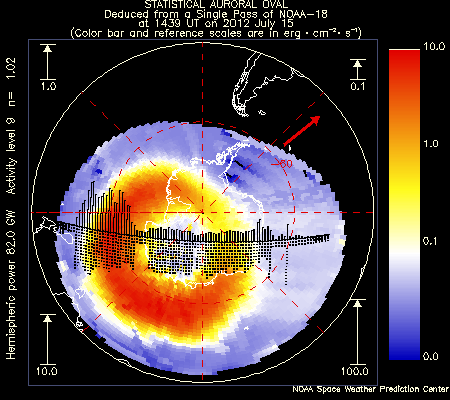 STATISTICAL AURORAL OVAL
Deduced from a Single Pass of NOAA-18
at 1439 UT on 2012 July 15
(Color bar and reference scales are in erg · cm⁻² · s⁻¹)
1.0
0.1
10.0
1.0
0.1
0.0
-60
Hemispheric power 82.0 GW Activity level 9 n= 1.02
10.0
100.0
NOAA Space Weather Prediction Center